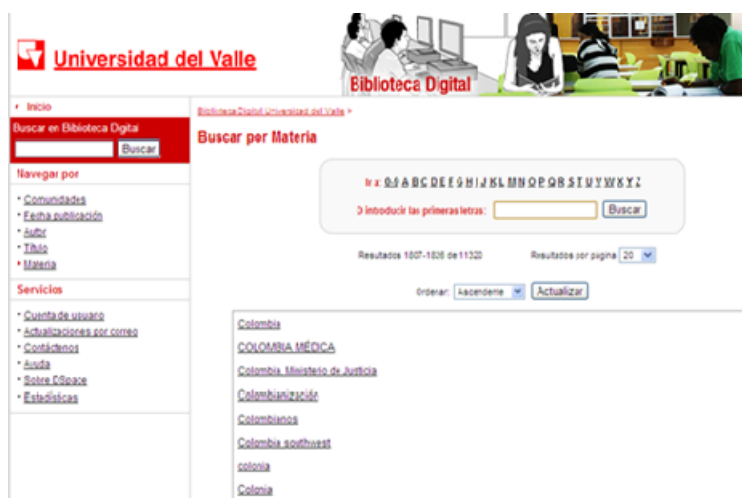 Universidad del Valle
Biblioteca Digital
Inicio
Buscar en Biblioteca Digital
Buscar
Navegar por
Comunidades
Fecha publicación
Autor
Título
Materia
Servicios
Cuenta de usuario
Actualizaciones por correo
Contáctenos
Ayuda
Sobre DSpace
Estadísticas
Biblioteca Digital Universidad del Valle >
Buscar por Materia
Ir a: 0-9 A B C D E F G H I J K L M N O P Q R S T U V W X Y Z
O introducir las primeras letras: Buscar
Resultados 1807-1826 de 11320 Resultados por página 20
Ordenar: Ascendente Actualizar
Colombia
COLOMBIA MÉDICA
Colombia. Ministerio de Justicia
Colombianización
Colombianos
Colombia southwest
colonia
Colonia